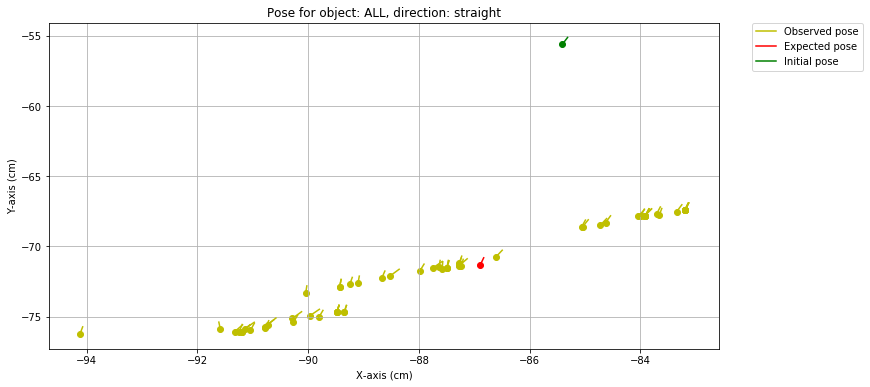 Pose for object: ALL, direction: straight
Observed pose
Expected pose
Initial pose
Y-axis (cm)
−55
−60
−65
−70
−75
−94
−92
−90
−88
−86
−84
X-axis (cm)